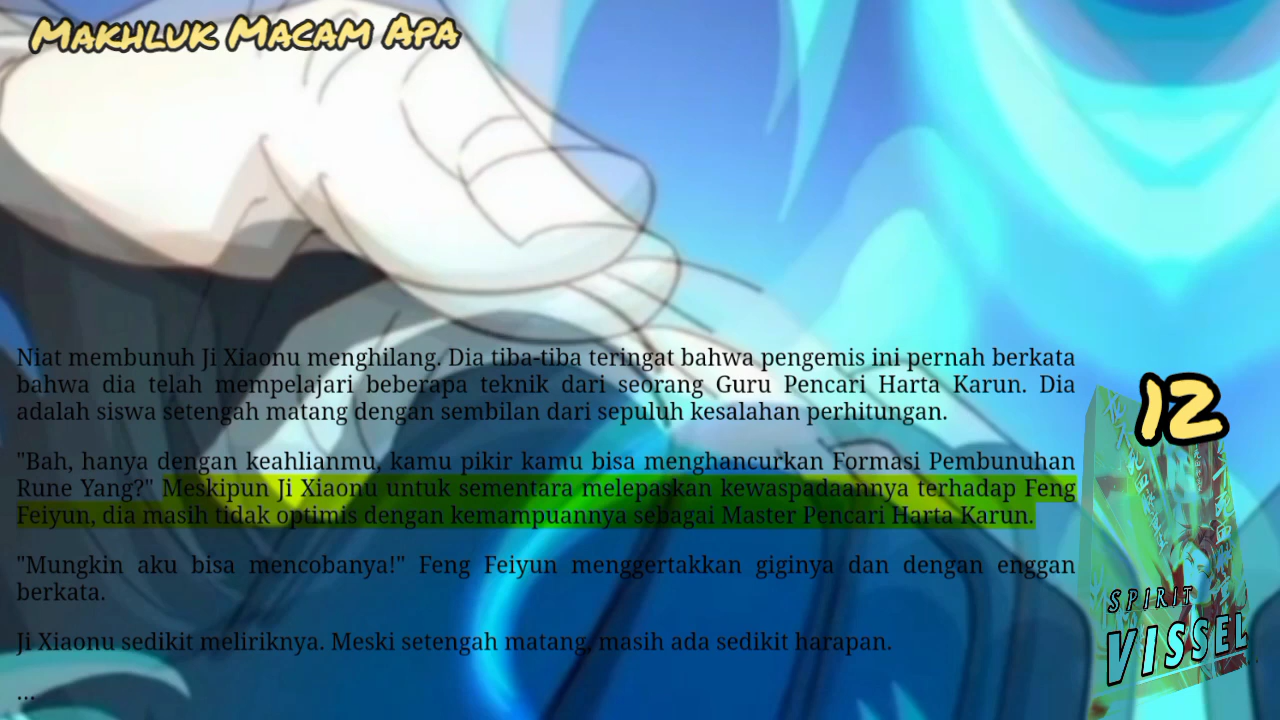 Makhluk Macam Apa
Niat membunuh Ji Xiaonu menghilang. Dia tiba-tiba teringat bahwa pengemis ini pernah berkata
bahwa dia telah mempelajari beberapa teknik dari seorang Guru Pencari Harta Karun. Dia
adalah siswa setengah matang dengan sembilan dari sepuluh kesalahan perhitungan.
"Bah, hanya dengan keahlianmu, kamu pikir kamu bisa menghancurkan Formasi Pembunuhan
Rune Yang?" Meskipun Ji Xiaonu untuk sementara melepaskan kewaspadaannya terhadap Feng
Feiyun, dia masih tidak optimis dengan kemampuannya sebagai Master Pencari Harta Karun.
"Mungkin aku bisa mencobanya!" Feng Feiyun menggertakkan giginya dan dengan enggan
berkata.
Ji Xiaonu sedikit meliriknya. Meski setengah matang, masih ada sedikit harapan.
...
12
SPIRIT
VISSEL